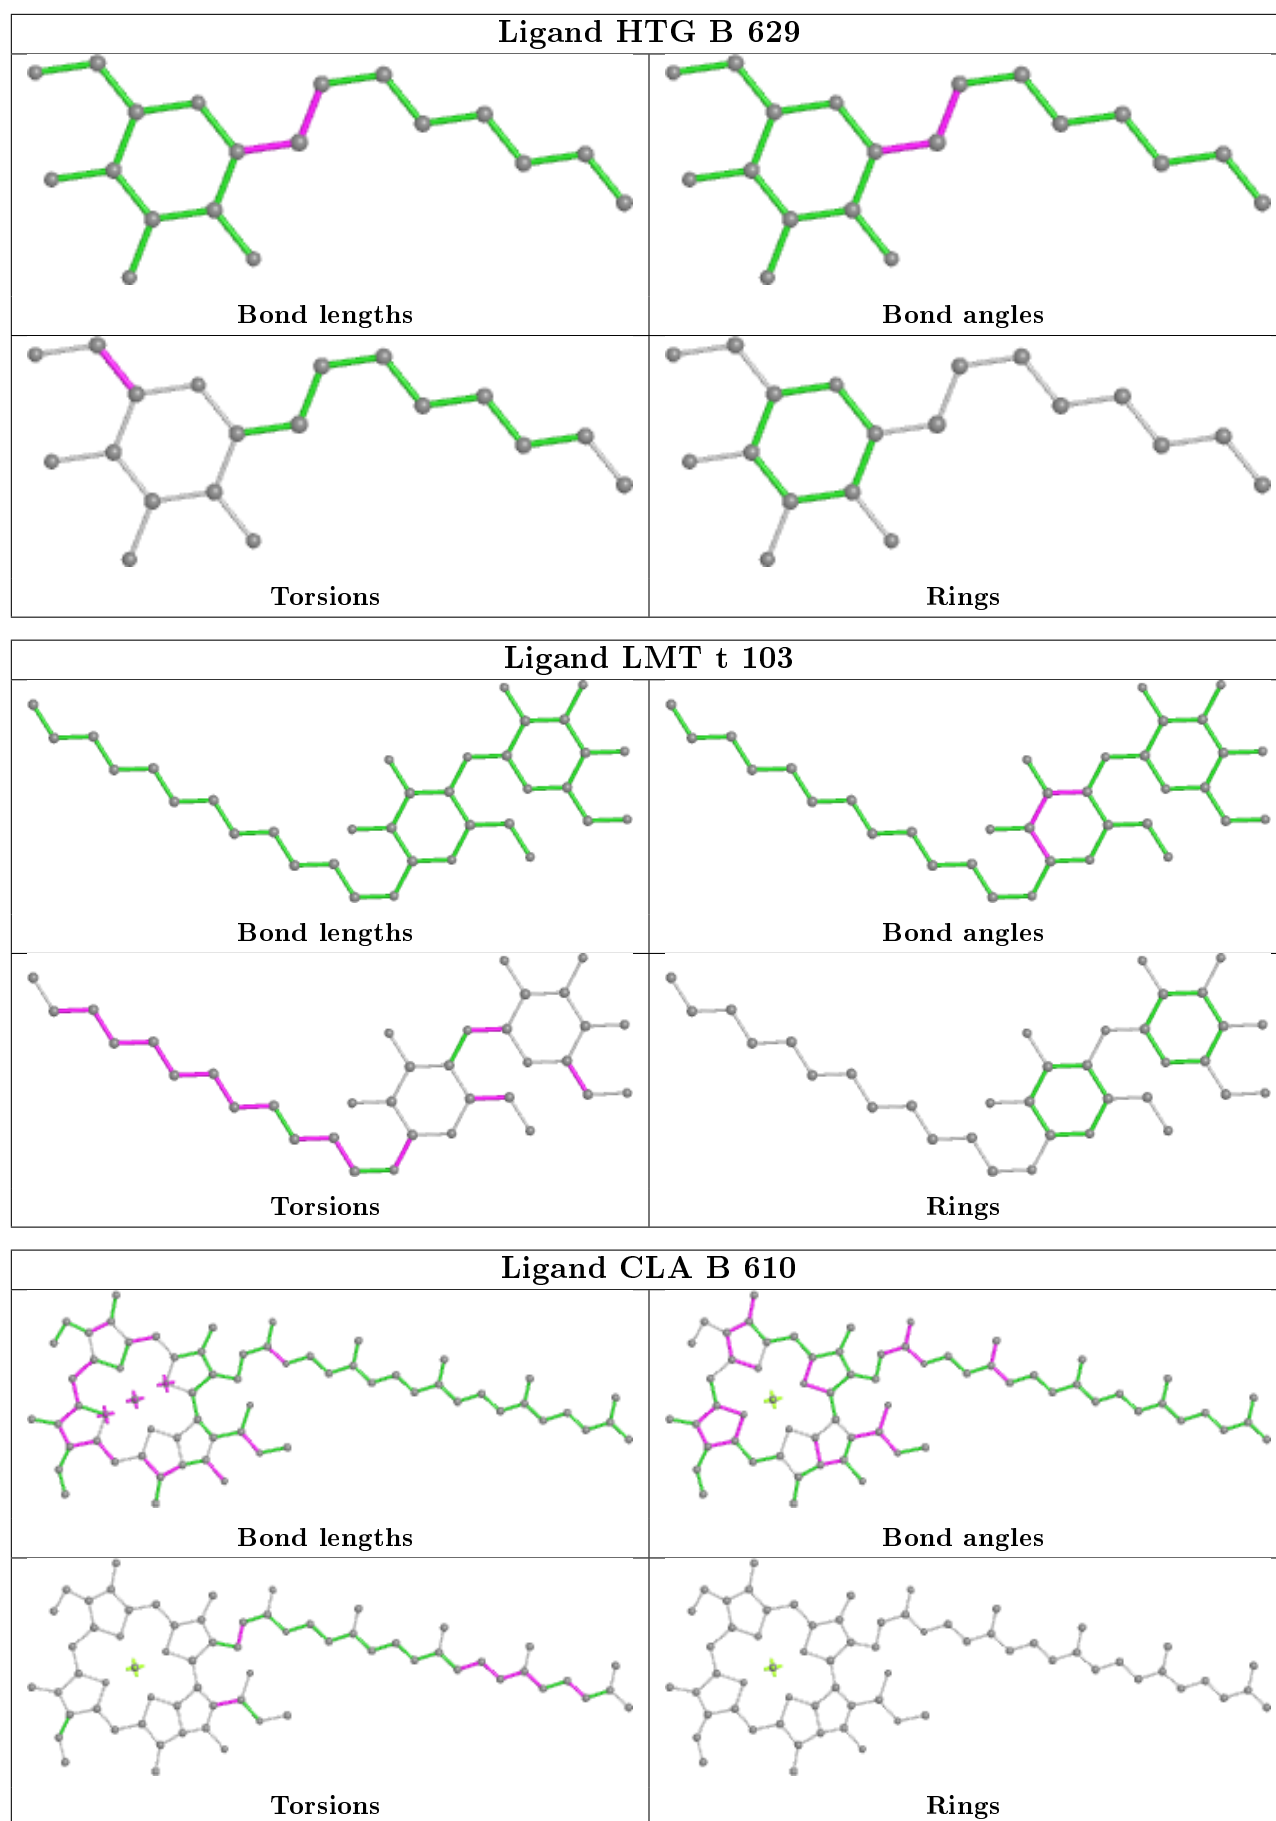 Ligand HTG B 629
Bond lengths
Bond angles
Torsions
Rings
Ligand LMT t 103
Bond lengths
Bond angles
Torsions
Rings
Ligand CLA B 610
Bond lengths
Bond angles
Torsions
Rings